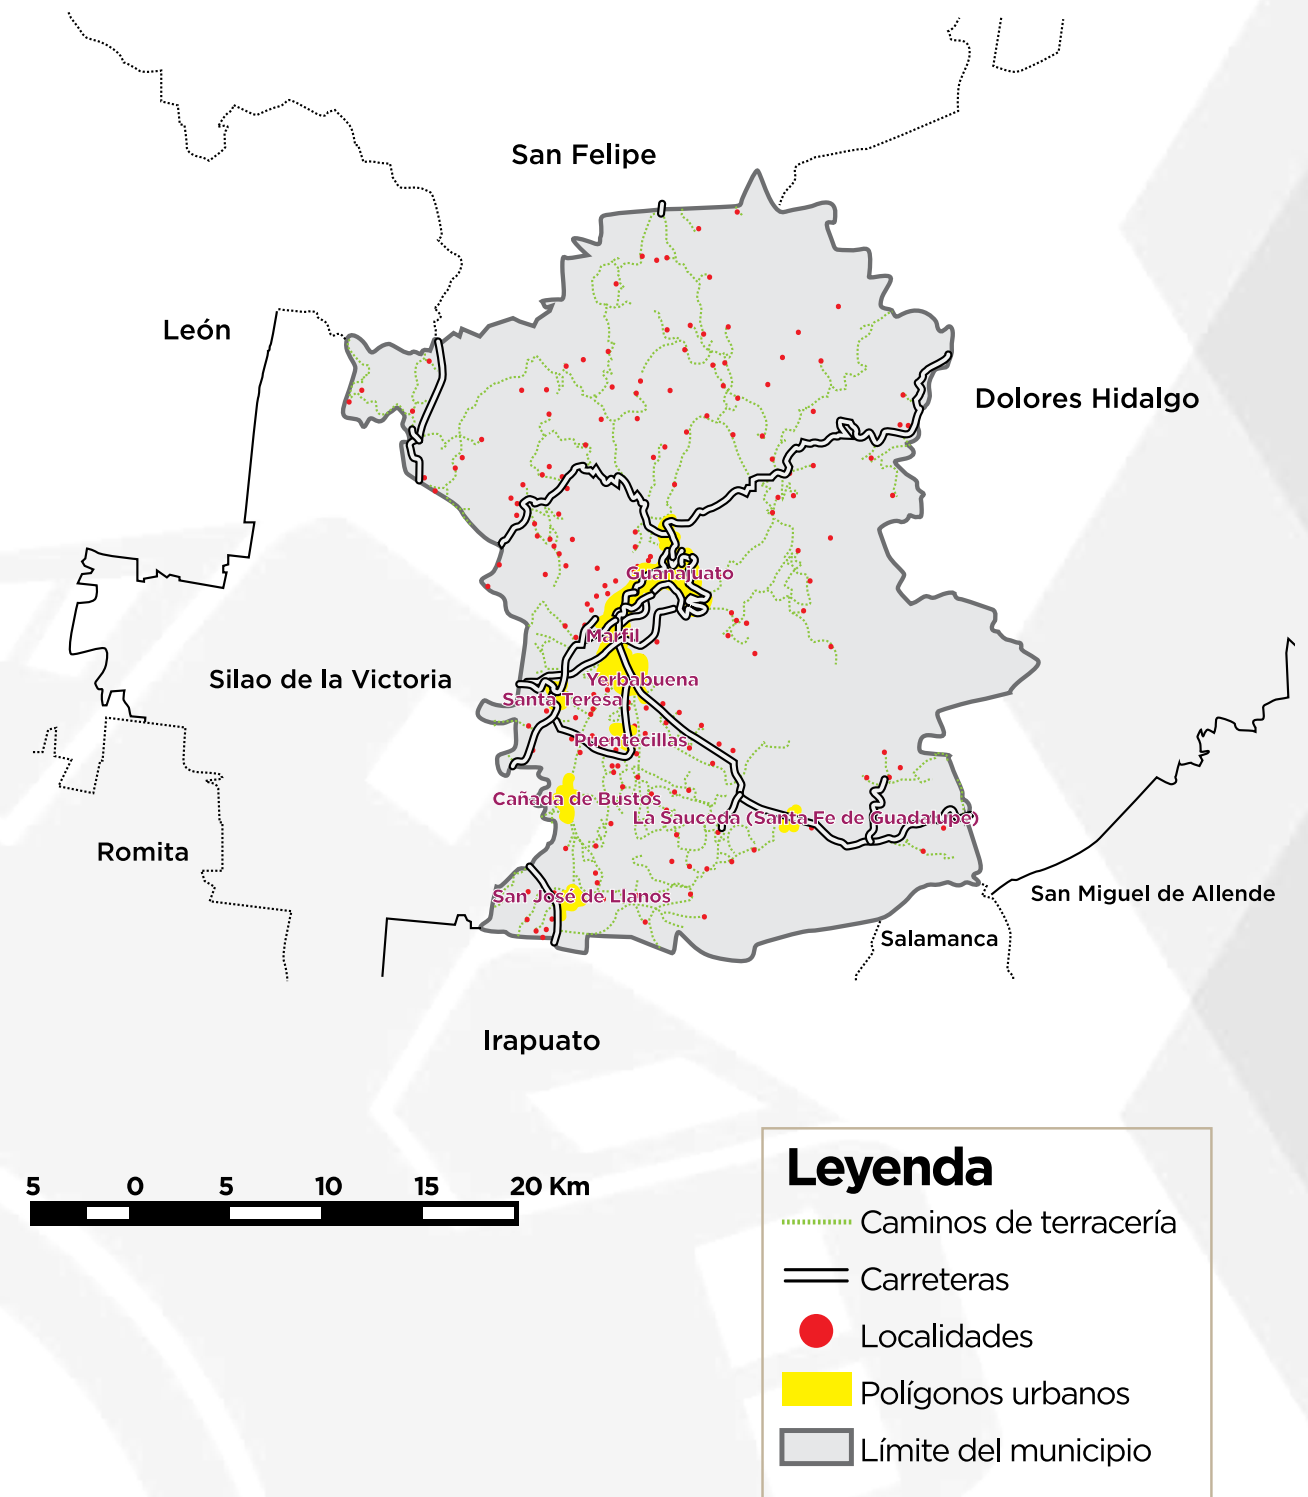 San Felipe
León
Dolores Hidalgo
Guanajuato
Marfil
Silao de la Victoria
Yerbabuena
Santa Teresa
Puentecillas
Cañada de Bustos
La Sauceda (Santa Fe de Guadalupe)
Romita
San José de Llanos
San Miguel de Allende
Salamanca
Irapuato
5 0 5 10 15 20 Km
Leyenda
Caminos de terracería
Carreteras
Localidades
Polígonos urbanos
Límite del municipio